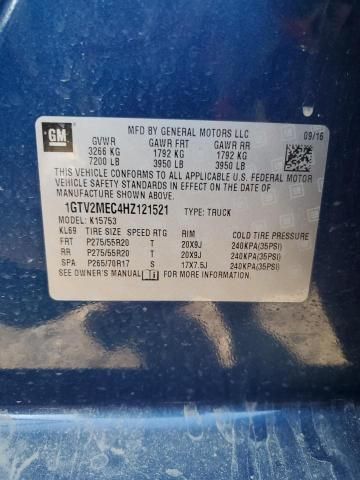 GM
MFD BY GENERAL MOTORS LLC 09/16
GVWR GAWR FRT GAWR RR
3266 KG 1792 KG 1792 KG
7200 LB 3950 LB 3950 LB
THIS VEHICLE CONFORMS TO ALL APPLICABLE U.S. FEDERAL
MOTOR VEHICLE SAFETY AND THEFT PREVENTION STANDARDS
IN EFFECT ON THE DATE OF MANUFACTURE SHOWN ABOVE.
1GTV2MEC4HZ121521 TYPE: TRUCK
MODEL: K15753
KL69 TIRE SIZE SPEED RTG RIM COLD TIRE PRESSURE
FRT P275/55R20 T 20X9J 240KPA(35PSI)
RR P275/55R20 T 20X9J 240KPA(35PSI)
SPA P265/70R17 S 17X7.5J 240KPA(35PSI)
SEE OWNER'S MANUAL FOR MORE INFORMATION.